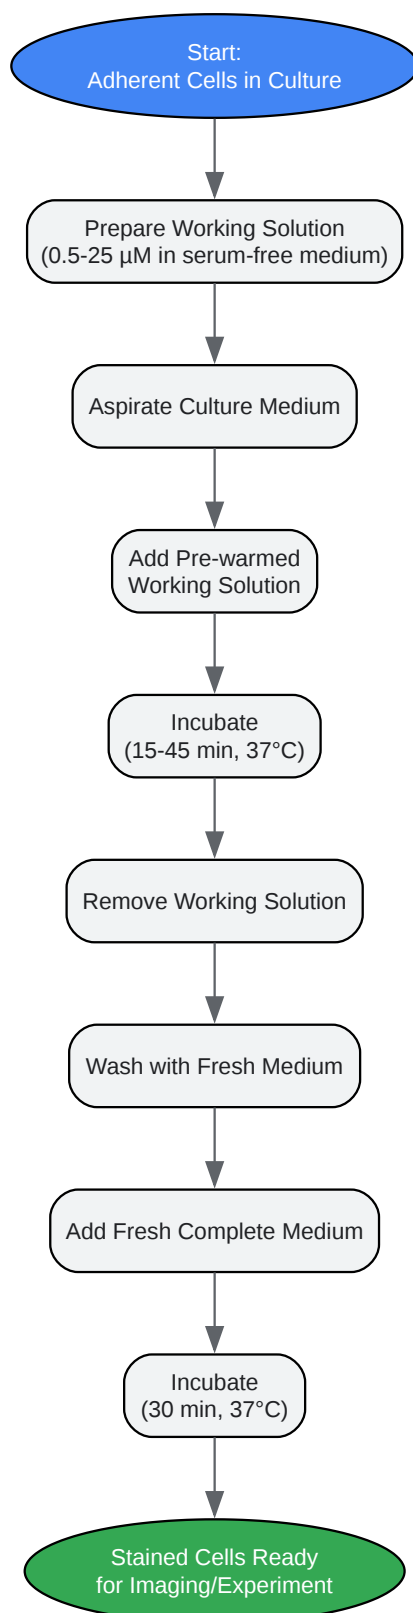 Start:
Adherent Cells in Culture
Prepare Working Solution
(0.5-25 µM in serum-free medium)
Aspirate Culture Medium
Add Pre-warmed
Working Solution
Incubate
(15-45 min, 37°C)
Remove Working Solution
Wash with Fresh Medium
Add Fresh Complete Medium
Incubate
(30 min, 37°C)
Stained Cells Ready
for Imaging/Experiment